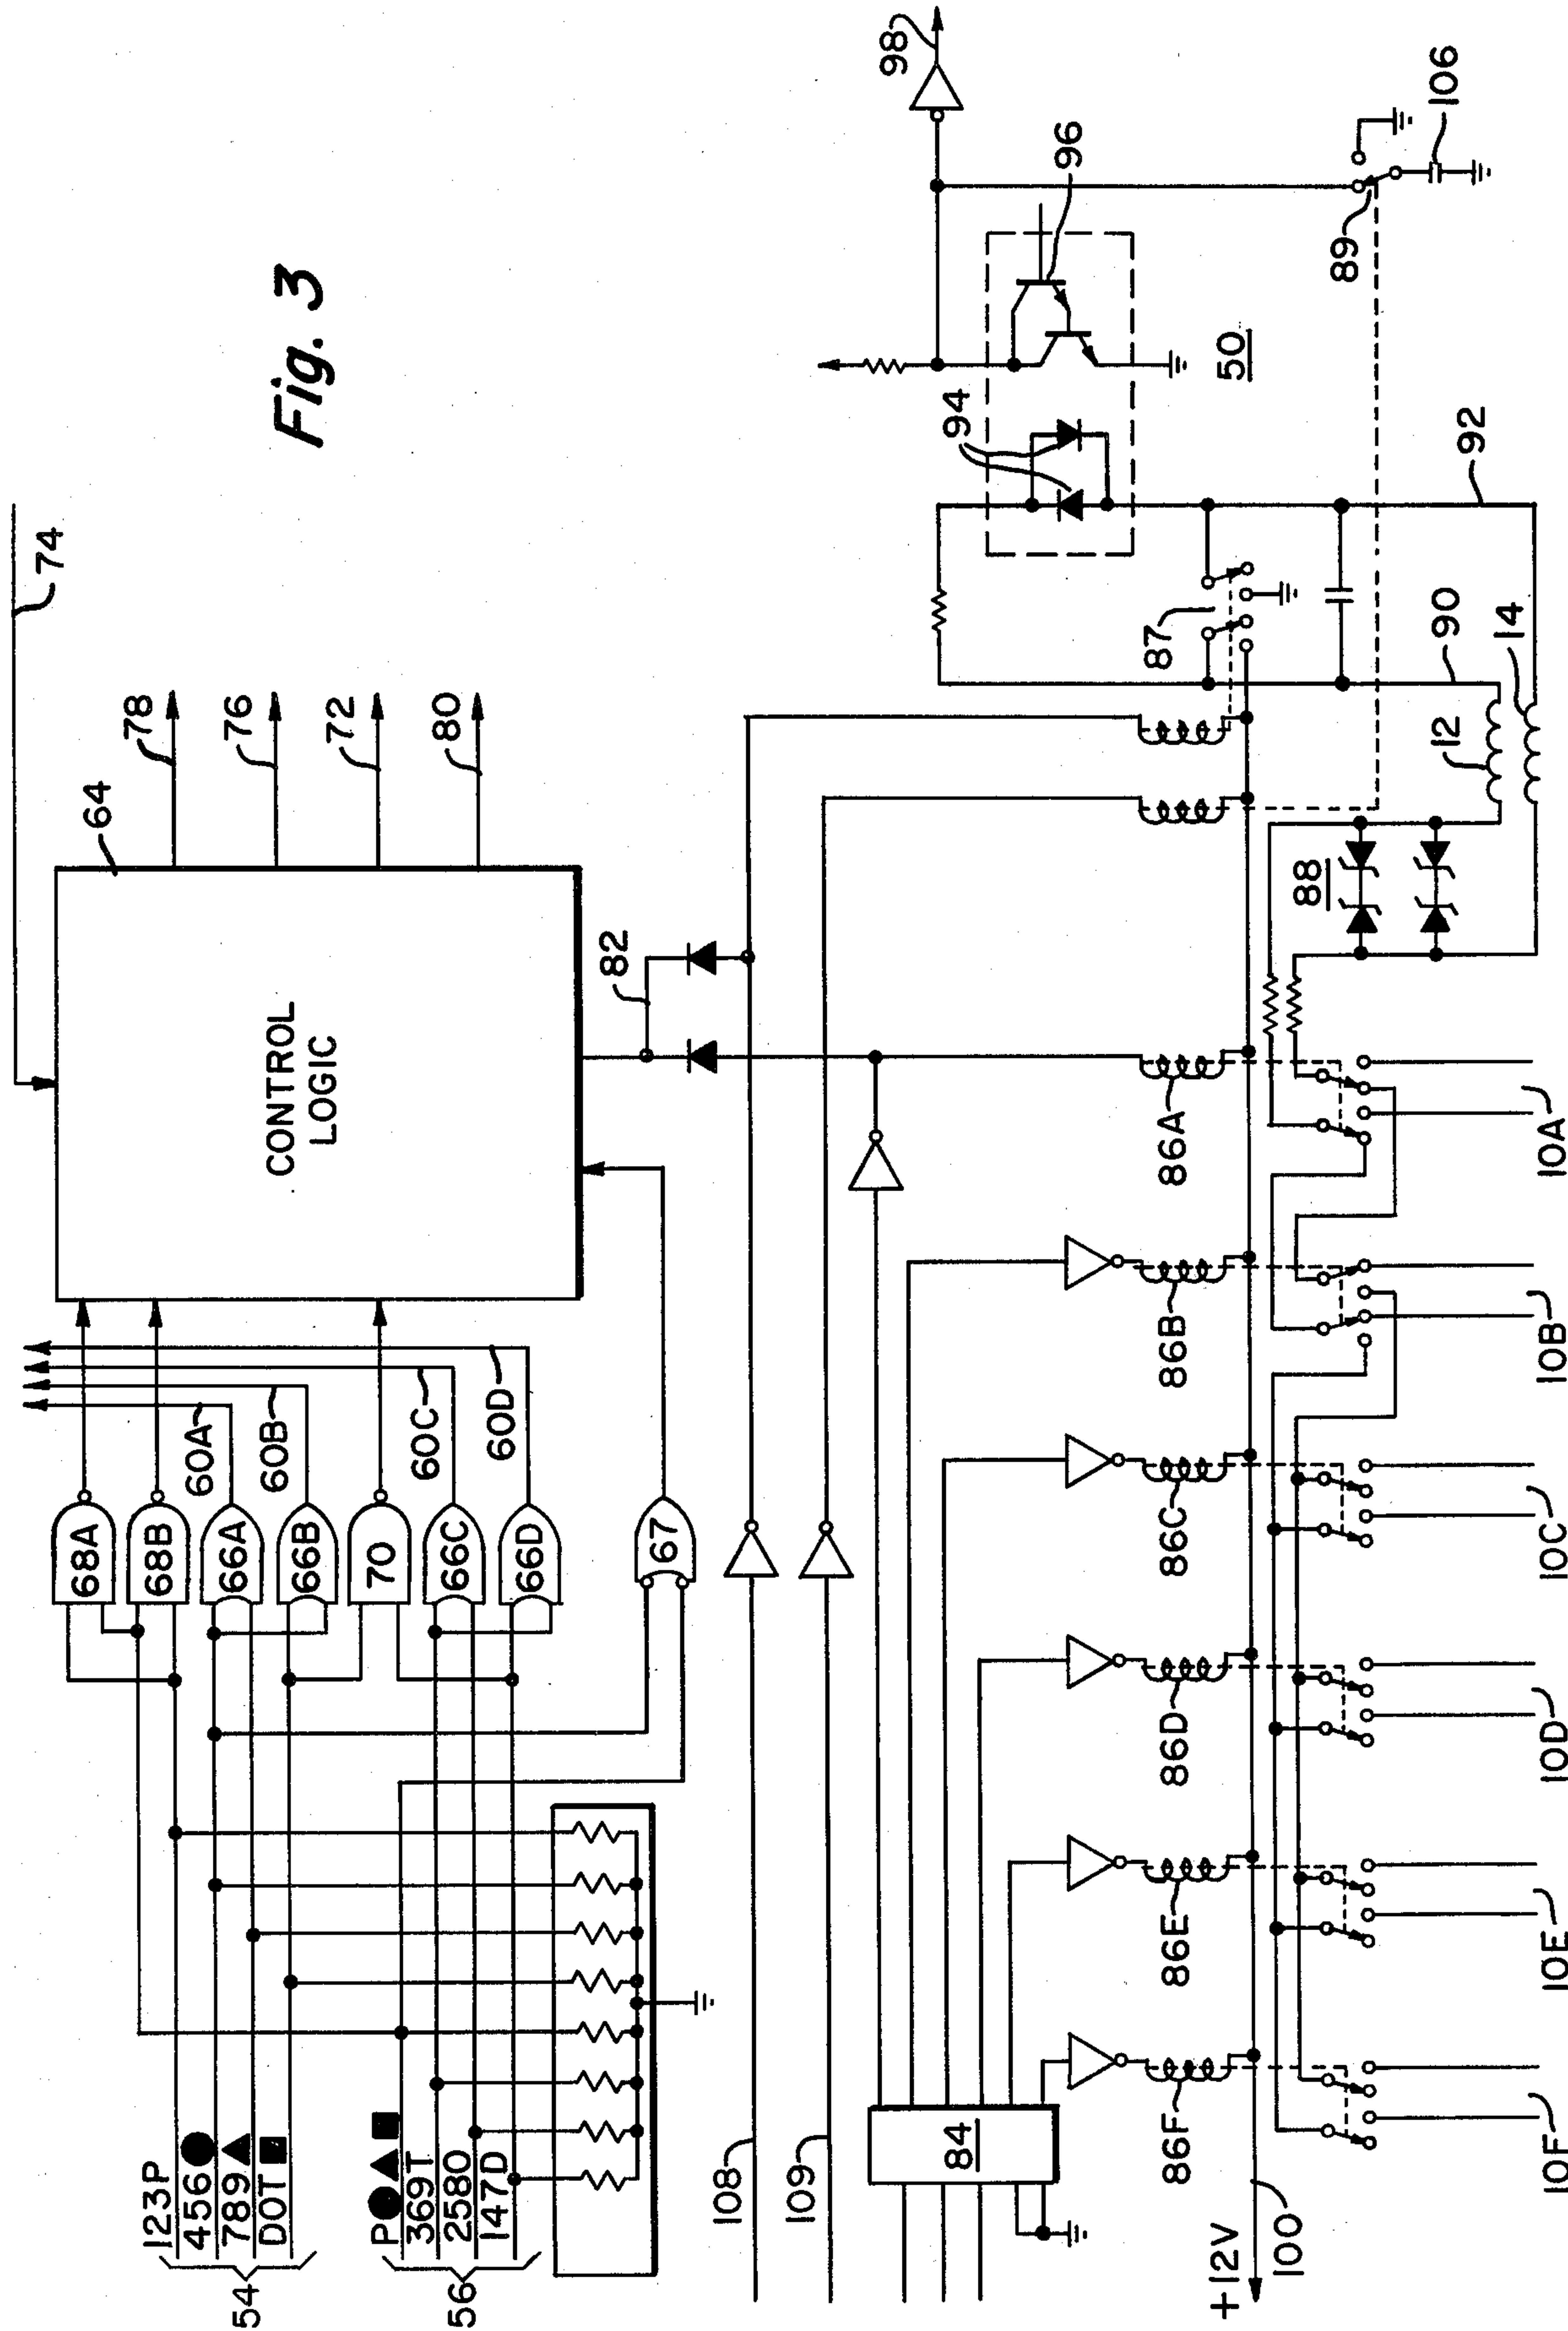 Fig. 3
74
78
76
72
80
64
CONTROL
LOGIC
82
68A
68B
66A
66B
70
66C
66D
67
60A
60B
60C
60D
123P
456●
789▲
DOT■
54
P●▲■
369T
2580
147D
56
108
109
84
86A
86B
86C
86D
86E
86F
+12V
100
10A
10B
10C
10D
10E
10F
88
12
14
90
92
87
94
96
50
98
89
106